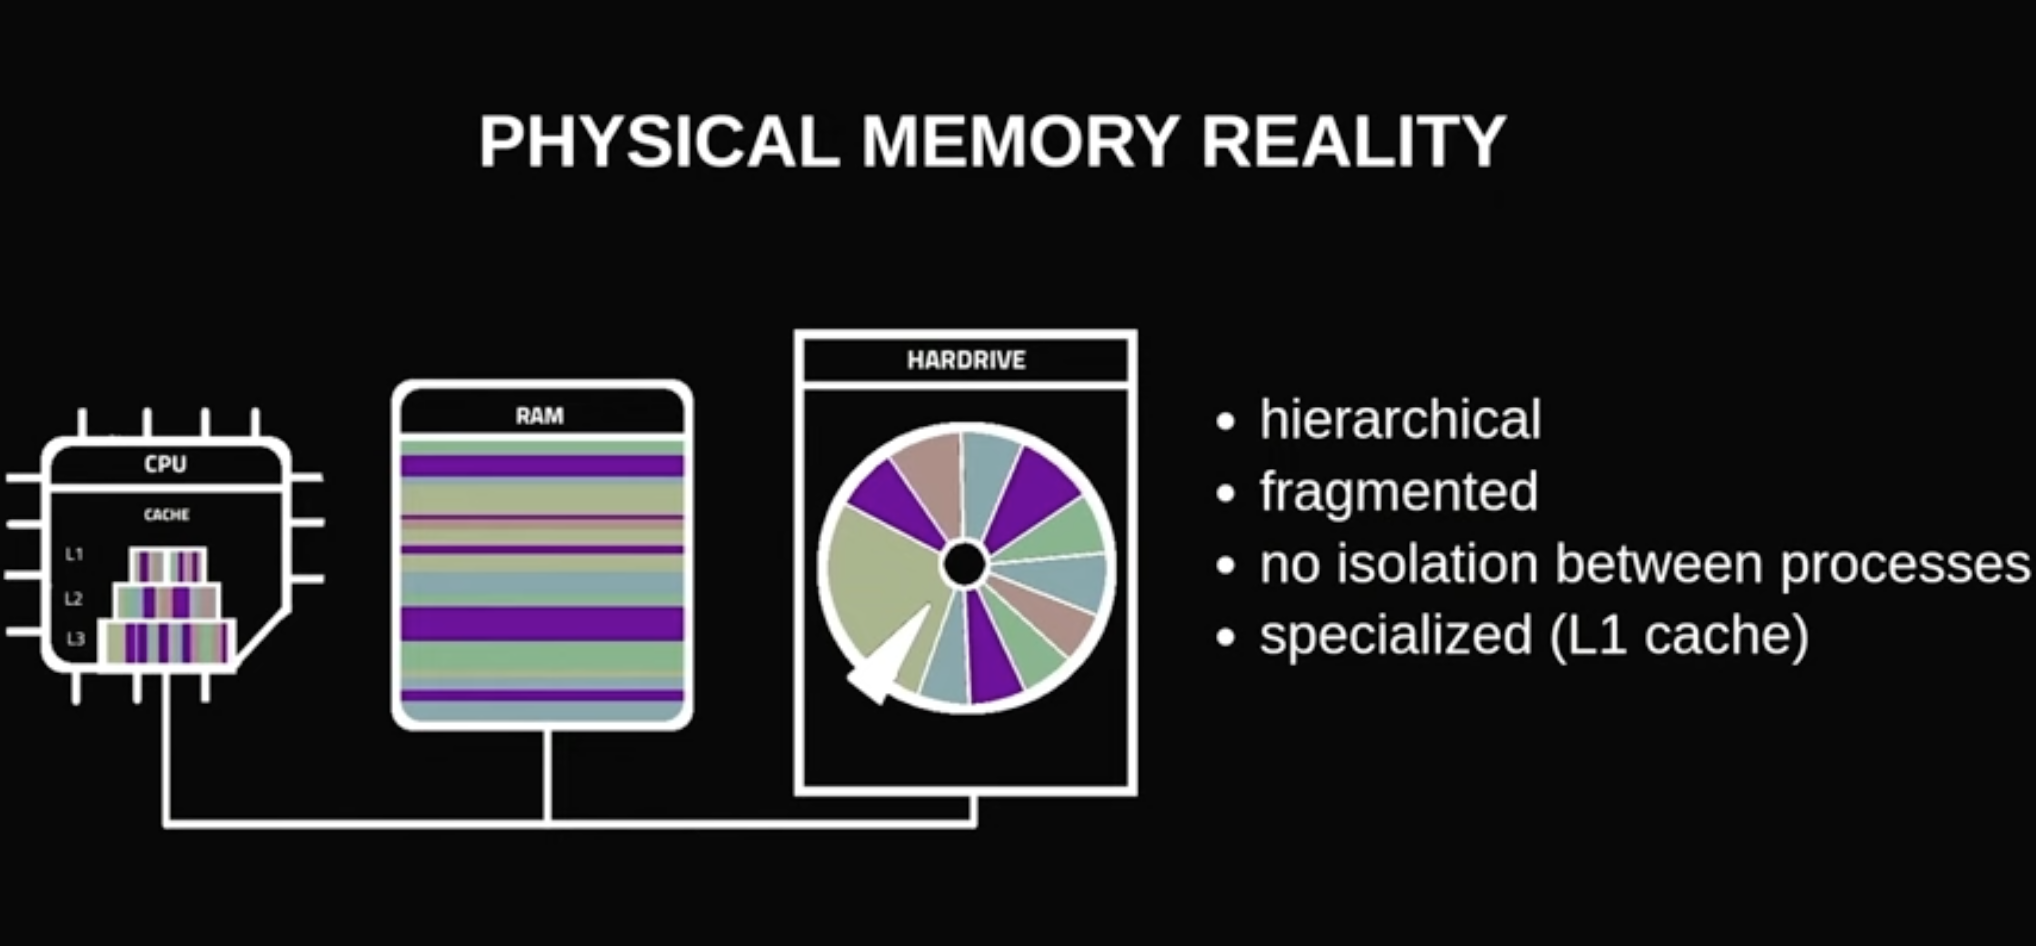 PHYSICAL MEMORY REALITY
CPU
CACHE
L1
L2
L3
RAM
HARDRIVE
• hierarchical
• fragmented
• no isolation between processes
• specialized (L1 cache)